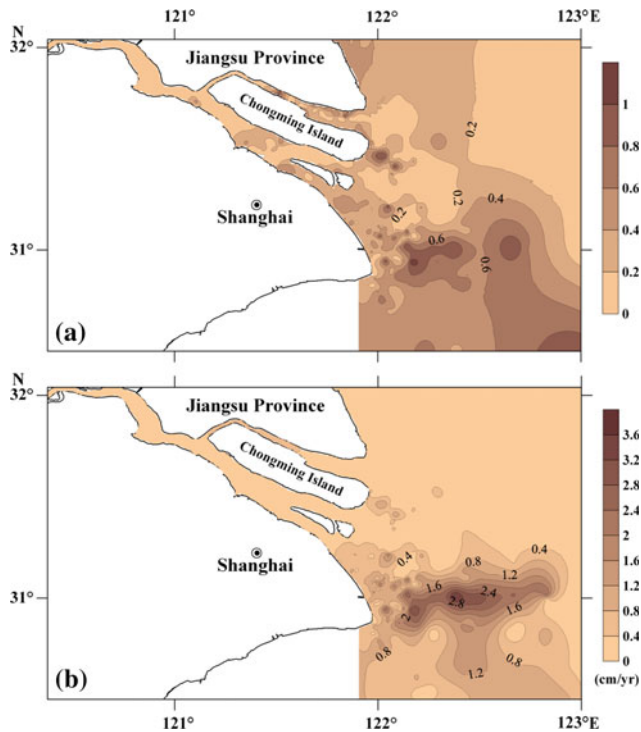 121° 122° 123°E
N
32°
Jiangsu Province
Chongming Island
Shanghai
31°
0.2
0.4
0.2
0.2
0.6
0.6
1
0.8
0.6
0.4
0.2
0
(a)
N
32°
Jiangsu Province
Chongming Island
Shanghai
31°
0.4
0.8
0.4
1.2
1.6
2.4
2.8
1.6
2
0.8
0.8
1.2
3.6
3.2
2.8
2.4
2
1.6
1.2
0.8
0.4
0
(cm/yr)
(b)
121° 122° 123°E